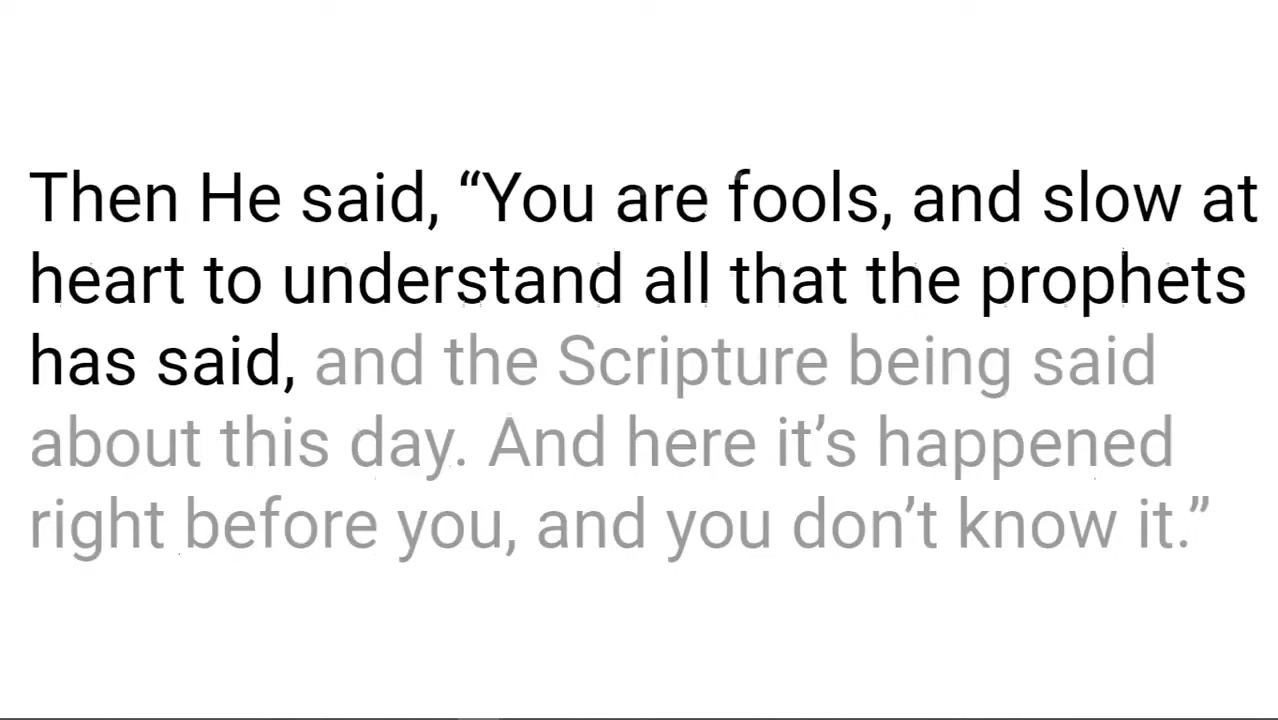 Then He said, “You are fools, and slow at
heart to understand all that the prophets
has said, and the Scripture being said
about this day. And here it’s happened
right before you, and you don’t know it.”